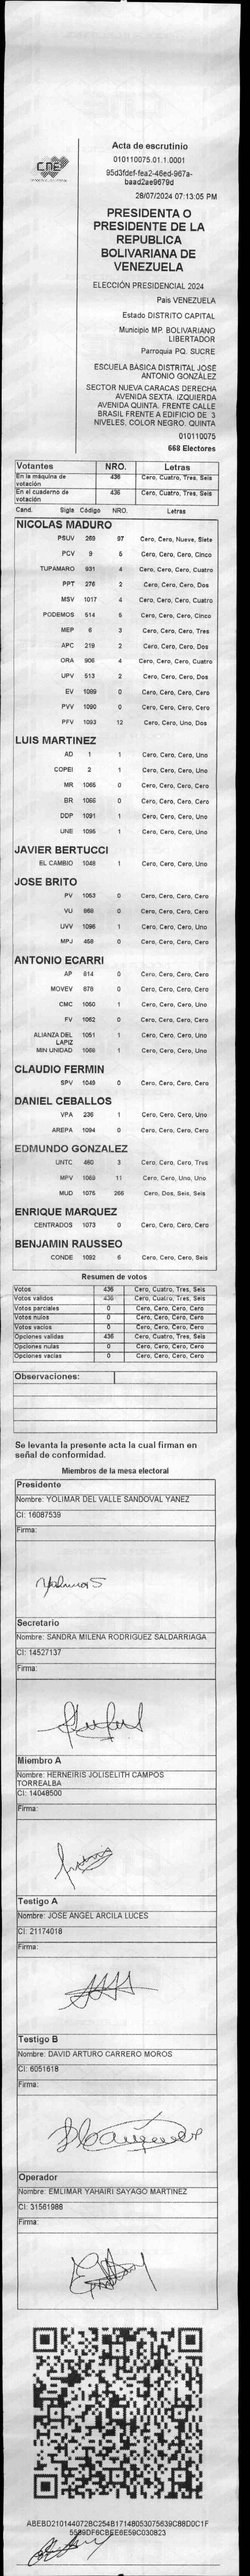 CNE
Acta de escrutinio
010110075.01.1.0001
95d3fdef-fea2-46ed-967a-
baad2ae9679d
28/07/2024 07:13:05 PM
PRESIDENTA O
PRESIDENTE DE LA
REPUBLICA
BOLIVARIANA DE
VENEZUELA
ELECCIÓN PRESIDENCIAL 2024
Pais VENEZUELA
Estado DISTRITO CAPITAL
Municipio MP. BOLIVARIANO
LIBERTADOR
Parroquia PQ. SUCRE
ESCUELA BÁSICA DISTRITAL JOSÉ
ANTONIO GONZÁLEZ
SECTOR NUEVA CARACAS DERECHA
AVENIDA SEXTA. IZQUIERDA
AVENIDA QUINTA. FRENTE CALLE
BRASIL FRENTE A EDIFICIO DE 3
NIVELES, COLOR NEGRO. QUINTA
010110075
668 Electores
Votantes NRO. Letras
En la máquina de votación 436 Cero, Cuatro, Tres, Seis
En el cuaderno de votación 436 Cero, Cuatro, Tres, Seis
Cand. Sigla Código NRO. Letras
NICOLAS MADURO
PSUV 269 97 Cero, Cero, Nueve, Siete
PCV 9 5 Cero, Cero, Cero, Cinco
TUPAMARO 931 4 Cero, Cero, Cero, Cuatro
PPT 276 2 Cero, Cero, Cero, Dos
MSV 1017 4 Cero, Cero, Cero, Cuatro
PODEMOS 514 5 Cero, Cero, Cero, Cinco
MEP 6 3 Cero, Cero, Cero, Tres
APC 219 2 Cero, Cero, Cero, Dos
ORA 906 4 Cero, Cero, Cero, Cuatro
UPV 513 2 Cero, Cero, Cero, Dos
EV 1089 0 Cero, Cero, Cero, Cero
PVV 1090 0 Cero, Cero, Cero, Cero
PFV 1093 12 Cero, Cero, Uno, Dos
LUIS MARTINEZ
AD 1 1 Cero, Cero, Cero, Uno
COPEI 2 1 Cero, Cero, Cero, Uno
MR 1065 0 Cero, Cero, Cero, Cero
BR 1066 0 Cero, Cero, Cero, Cero
DDP 1091 1 Cero, Cero, Cero, Uno
UNE 1095 1 Cero, Cero, Cero, Uno
JAVIER BERTUCCI
EL CAMBIO 1048 1 Cero, Cero, Cero, Uno
JOSE BRITO
PV 1053 0 Cero, Cero, Cero, Cero
VU 868 0 Cero, Cero, Cero, Cero
UVV 1096 1 Cero, Cero, Cero, Uno
MPJ 458 0 Cero, Cero, Cero, Cero
ANTONIO ECARRI
AP 814 0 Cero, Cero, Cero, Cero
MOVEV 878 0 Cero, Cero, Cero, Cero
CMC 1050 1 Cero, Cero, Cero, Uno
FV 1062 0 Cero, Cero, Cero, Cero
ALIANZA DEL LAPIZ 1051 1 Cero, Cero, Cero, Uno
MIN UNIDAD 1068 1 Cero, Cero, Cero, Uno
CLAUDIO FERMIN
SPV 1049 0 Cero, Cero, Cero, Cero
DANIEL CEBALLOS
VPA 236 1 Cero, Cero, Cero, Uno
AREPA 1094 0 Cero, Cero, Cero, Cero
EDMUNDO GONZALEZ
UNTC 460 3 Cero, Cero, Cero, Tres
MPV 1069 11 Cero, Cero, Uno, Uno
MUD 1076 266 Cero, Dos, Seis, Seis
ENRIQUE MARQUEZ
CENTRADOS 1073 0 Cero, Cero, Cero, Cero
BENJAMIN RAUSSEO
CONDE 1092 6 Cero, Cero, Cero, Seis
Resumen de votos
Votos 436 Cero, Cuatro, Tres, Seis
Votos validos 436 Cero, Cuatro, Tres, Seis
Votos parciales 0 Cero, Cero, Cero, Cero
Votos nulos 0 Cero, Cero, Cero, Cero
Votos vacios 0 Cero, Cero, Cero, Cero
Opciones validas 436 Cero, Cuatro, Tres, Seis
Opciones nulas 0 Cero, Cero, Cero, Cero
Opciones vacias 0 Cero, Cero, Cero, Cero
Observaciones:
Se levanta la presente acta la cual firman en
señal de conformidad.
Miembros de la mesa electoral
Presidente
Nombre: YOLIMAR DEL VALLE SANDOVAL YANEZ
CI: 16087539
Firma:
Secretario
Nombre: SANDRA MILENA RODRIGUEZ SALDARRIAGA
CI: 14527137
Firma:
Miembro A
Nombre: HERNEIRIS JOLISELITH CAMPOS
TORREALBA
CI: 14048500
Firma:
Testigo A
Nombre: JOSE ANGEL ARCILA LUCES
CI: 21174018
Firma:
Testigo B
Nombre: DAVID ARTURO CARRERO MOROS
CI: 6051618
Firma:
Operador
Nombre: EMLIMAR YAHAIRI SAYAGO MARTINEZ
CI: 31561988
Firma:
ABEBD210144072BC254B17148053075639C88D0C1F
5589DF6CBEE6E59C030823